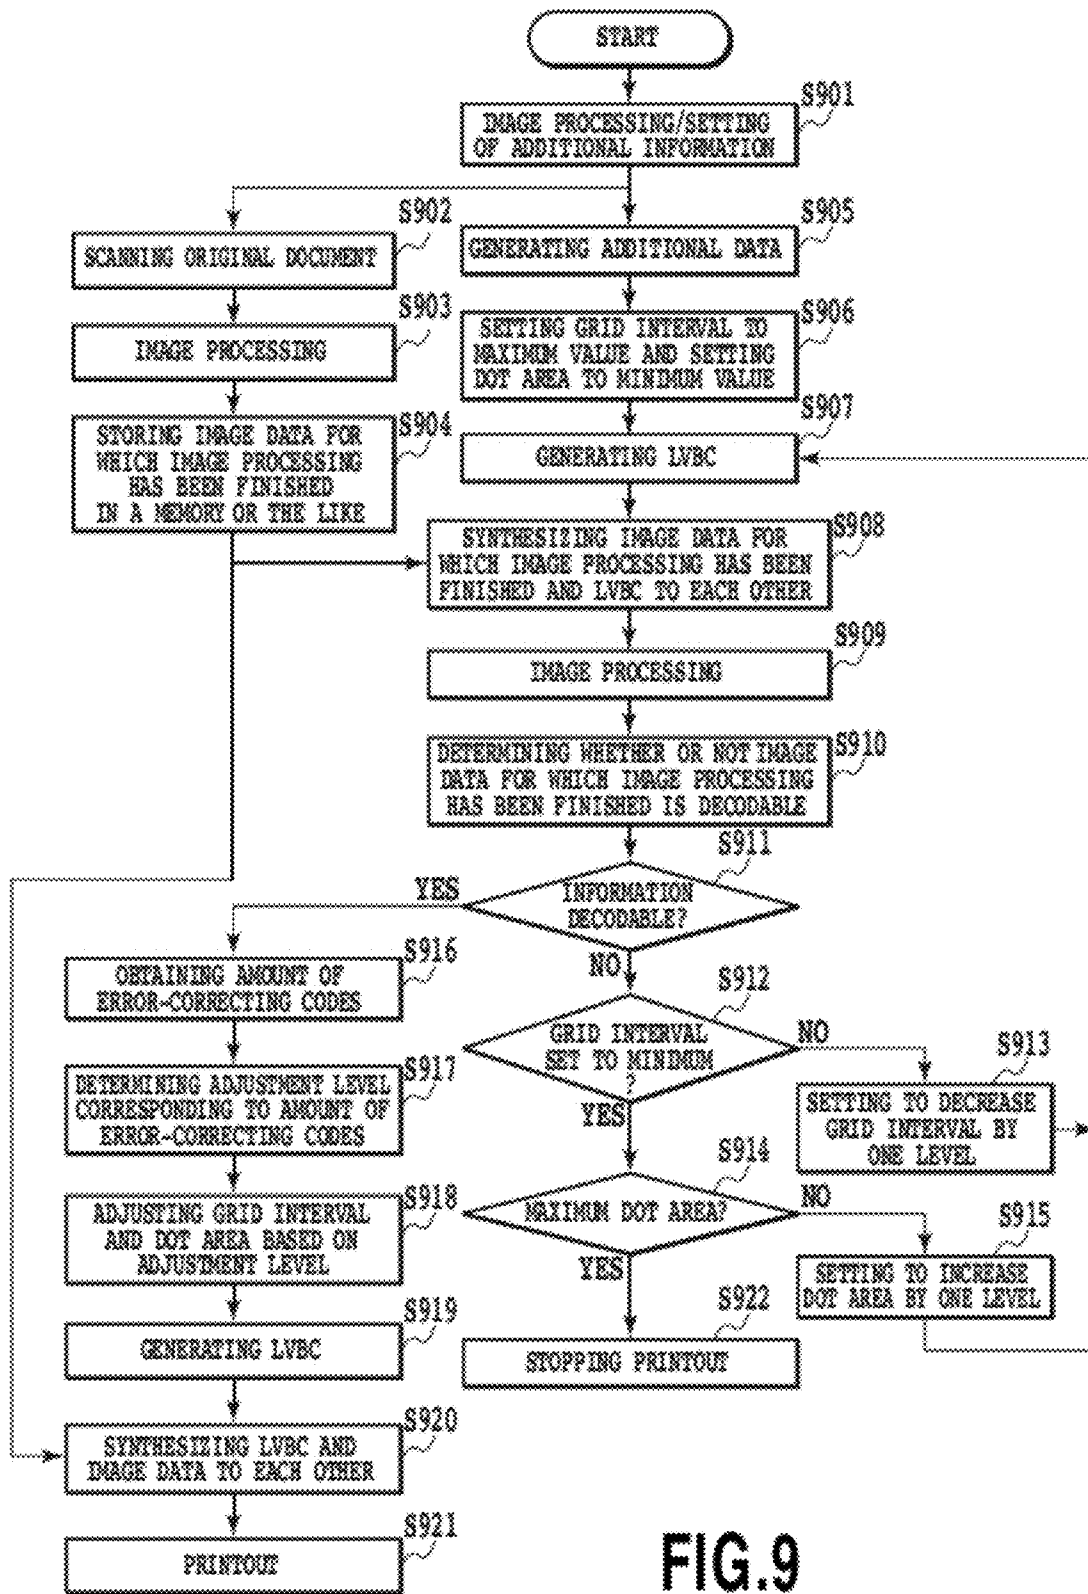 START
S901
IMAGE PROCESSING/SETTING
OF ADDITIONAL INFORMATION
S902
SCANNING ORIGINAL DOCUMENT
S903
IMAGE PROCESSING
S904
STORING IMAGE DATA FOR
WHICH IMAGE PROCESSING
HAS BEEN FINISHED
IN A MEMORY OR THE LIKE
S905
GENERATING ADDITIONAL DATA
S906
SETTING GRID INTERVAL TO
MAXIMUM VALUE AND SETTING
DOT AREA TO MINIMUM VALUE
S907
GENERATING LVBC
S908
SYNTHESIZING IMAGE DATA FOR
WHICH IMAGE PROCESSING HAS BEEN
FINISHED AND LVBC TO EACH OTHER
S909
IMAGE PROCESSING
S910
DETERMINING WHETHER OR NOT IMAGE
DATA FOR WHICH IMAGE PROCESSING
HAS BEEN FINISHED IS DECODABLE
S911
YES
INFORMATION
DECODABLE?
NO
S912
GRID INTERVAL
SET TO MINIMUM
?
NO
YES
S913
SETTING TO DECREASE
GRID INTERVAL BY
ONE LEVEL
S914
MAXIMUM DOT AREA?
NO
YES
S915
SETTING TO INCREASE
DOT AREA BY ONE LEVEL
S922
STOPPING PRINTOUT
S916
OBTAINING AMOUNT OF
ERROR-CORRECTING CODES
S917
DETERMINING ADJUSTMENT LEVEL
CORRESPONDING TO AMOUNT OF
ERROR-CORRECTING CODES
S918
ADJUSTING GRID INTERVAL
AND DOT AREA BASED ON
ADJUSTMENT LEVEL
S919
GENERATING LVBC
S920
SYNTHESIZING LVBC AND
IMAGE DATA TO EACH OTHER
S921
PRINTOUT
FIG.9